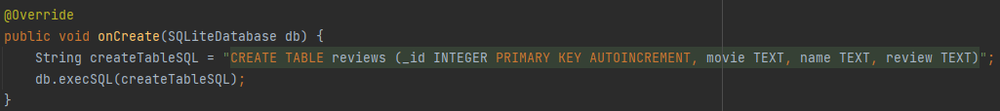 @Override
public void onCreate(SQLiteDatabase db) {
    String createTableSQL = "CREATE TABLE reviews (_id INTEGER PRIMARY KEY AUTOINCREMENT, movie TEXT, name TEXT, review TEXT)";
    db.execSQL(createTableSQL);
}